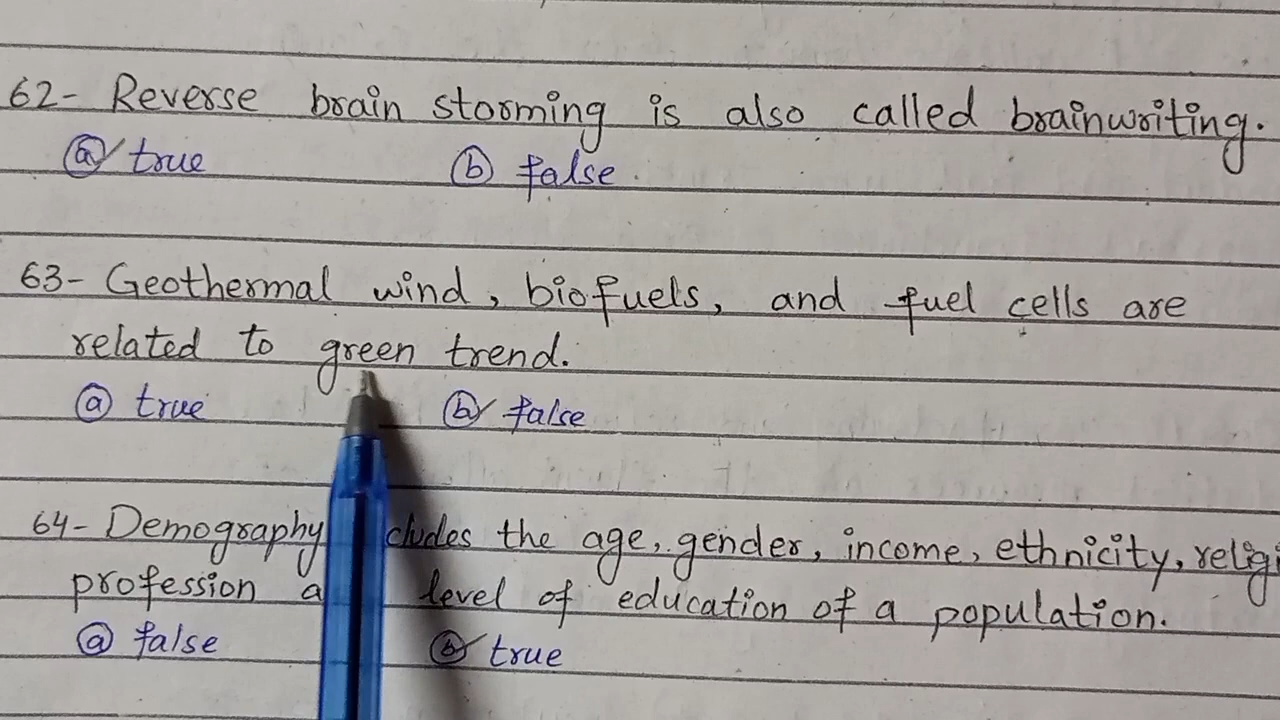 62- Reverse brain storming is also called brainwriting.
ⓐ✓ true ⓑ false
63- Geothermal wind, biofuels, and fuel cells are
related to green trend.
ⓐ true ⓑ✓ false
64- Demography the age, gender, income, ethnicity,
profession level of education of a population.
ⓐ false ⓑ✓ true